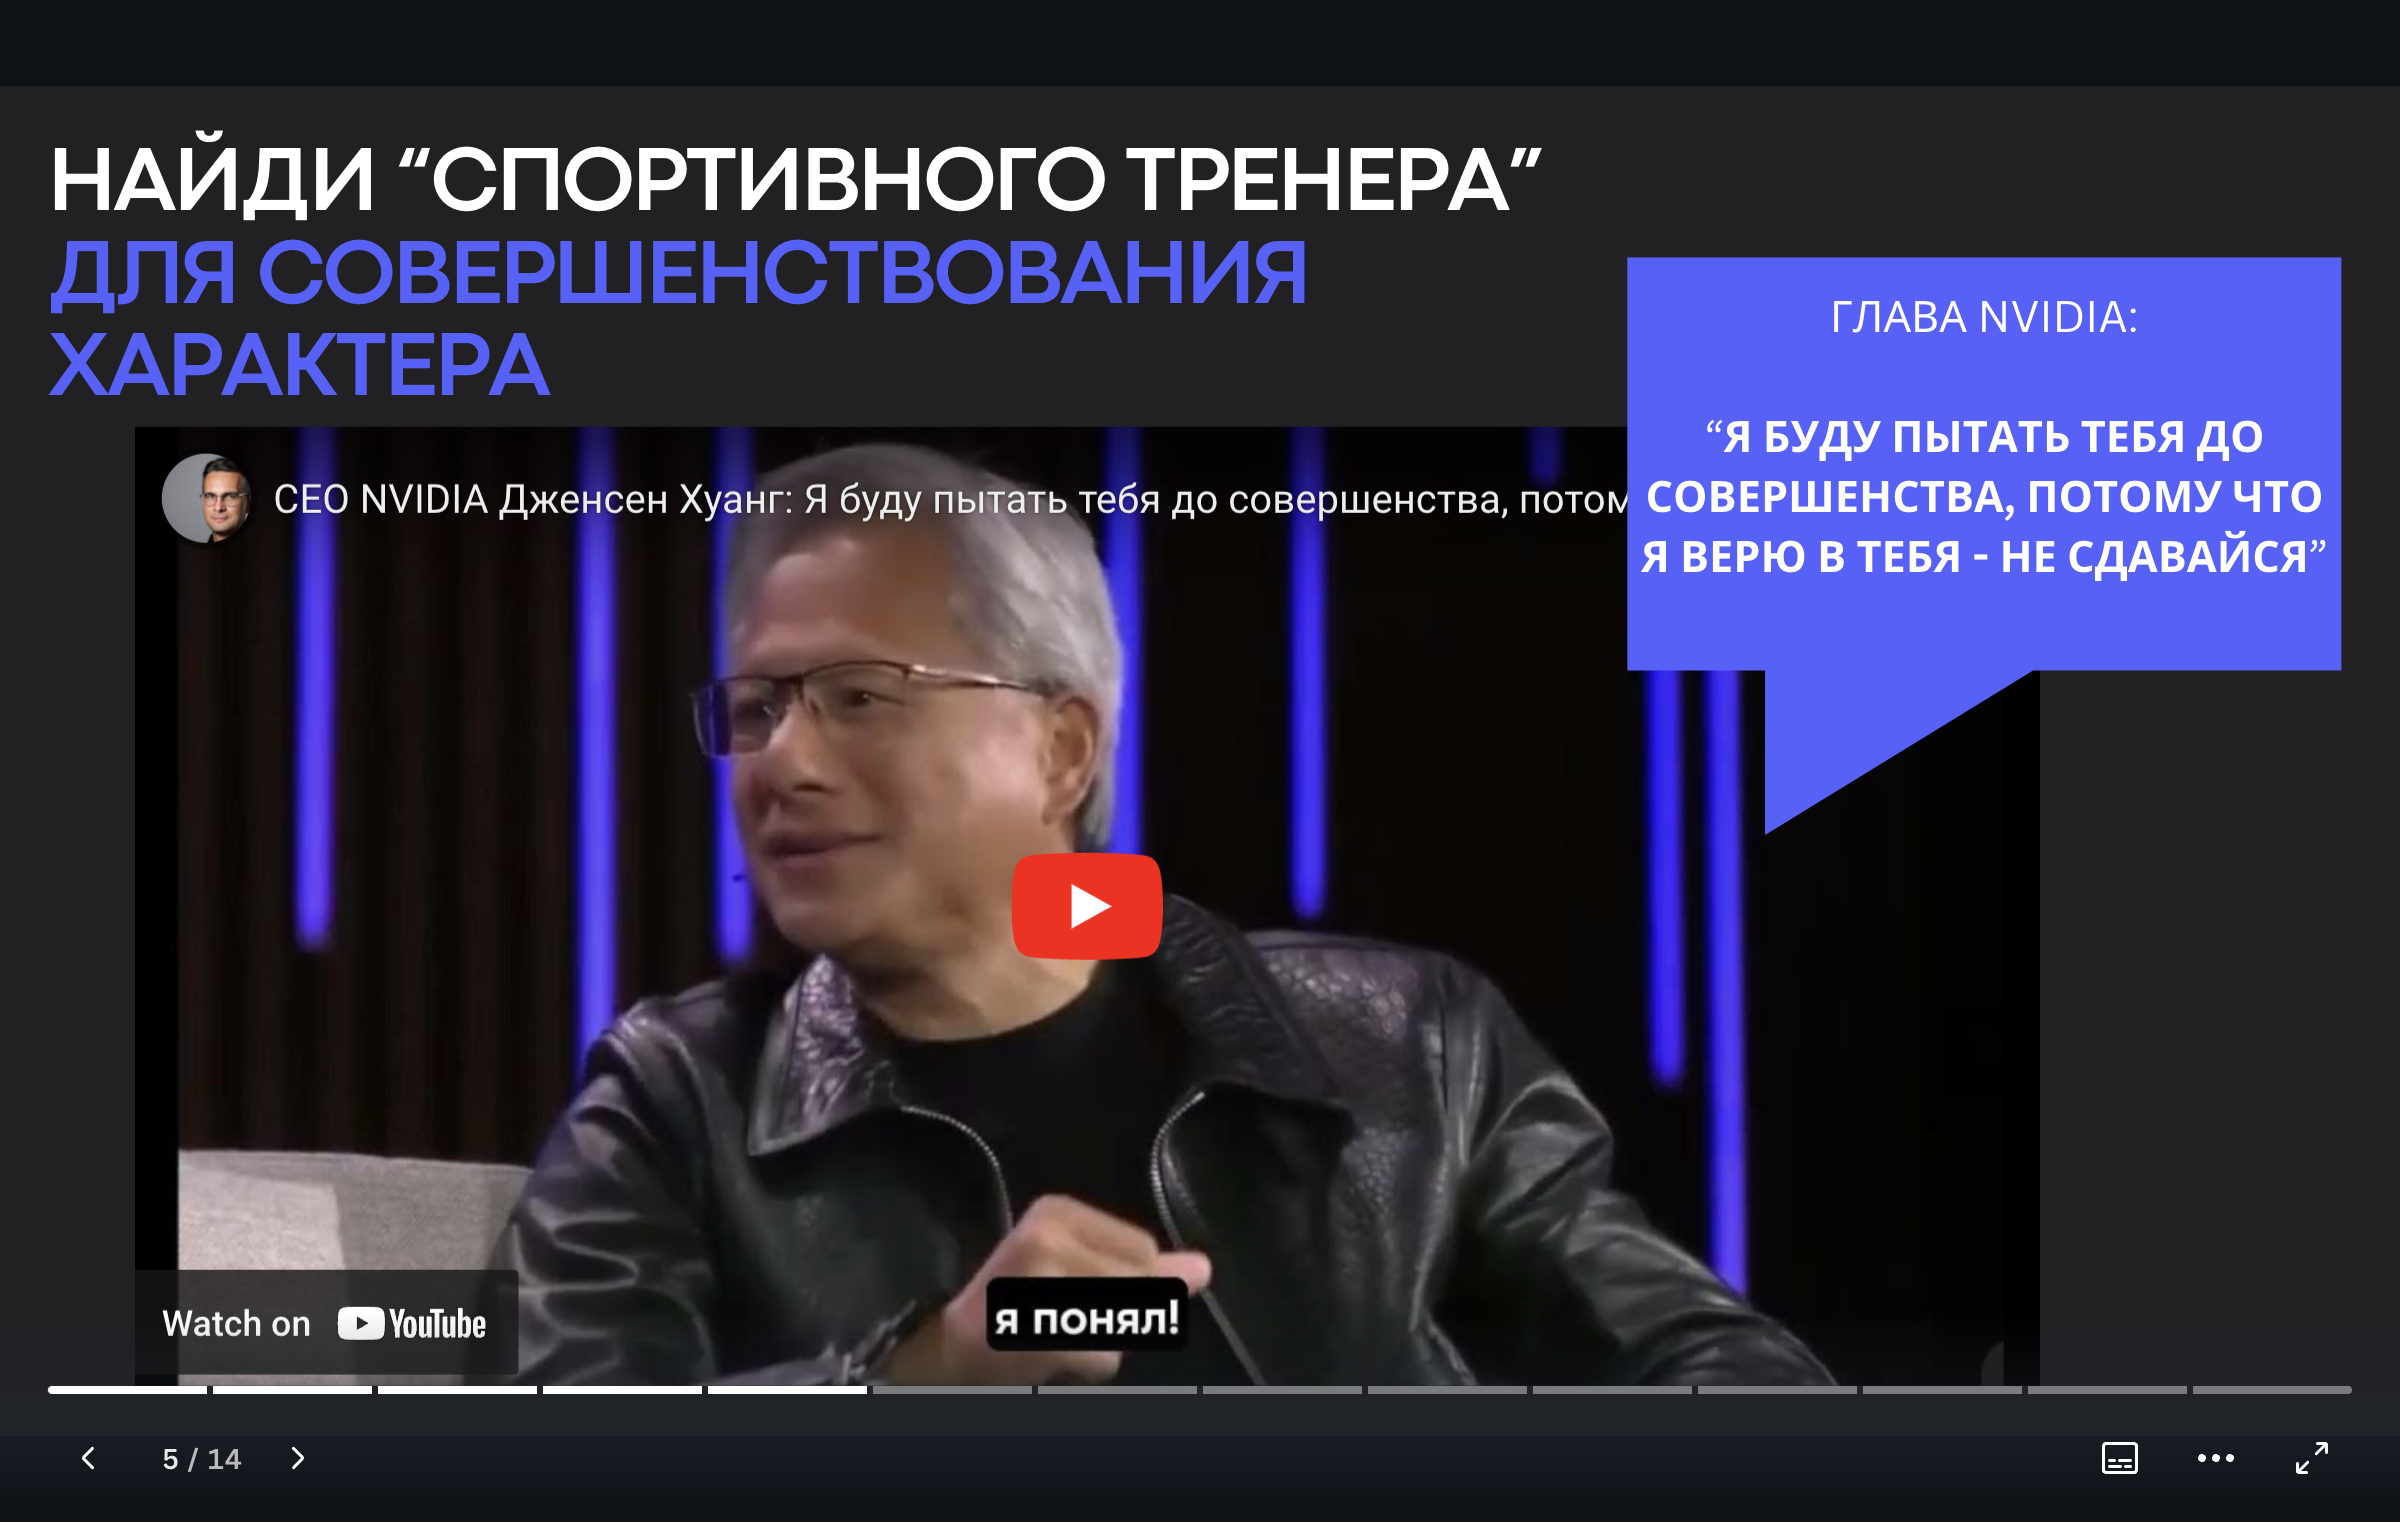 НАЙДИ “СПОРТИВНОГО ТРЕНЕРА”
ДЛЯ СОВЕРШЕНСТВОВАНИЯ
ХАРАКТЕРА
ГЛАВА NVIDIA:
“Я БУДУ ПЫТАТЬ ТЕБЯ ДО
СОВЕРШЕНСТВА, ПОТОМУ ЧТО
Я ВЕРЮ В ТЕБЯ - НЕ СДАВАЙСЯ”
CEO NVIDIA Дженсен Хуанг: Я буду пытать тебя до совершенства, потом
я понял!
Watch on YouTube
5 / 14